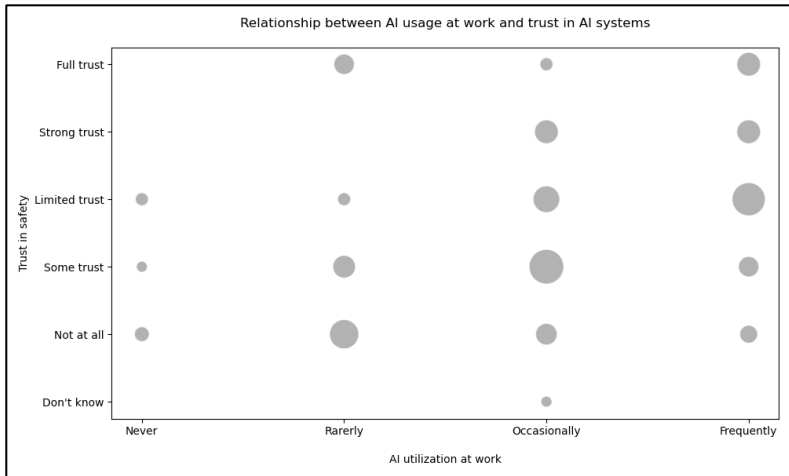 Relationship between AI usage at work and trust in AI systems
Full trust
Strong trust
Limited trust
Some trust
Not at all
Don't know
Trust in safety
Never
Rarerly
Occasionally
Frequently
AI utilization at work